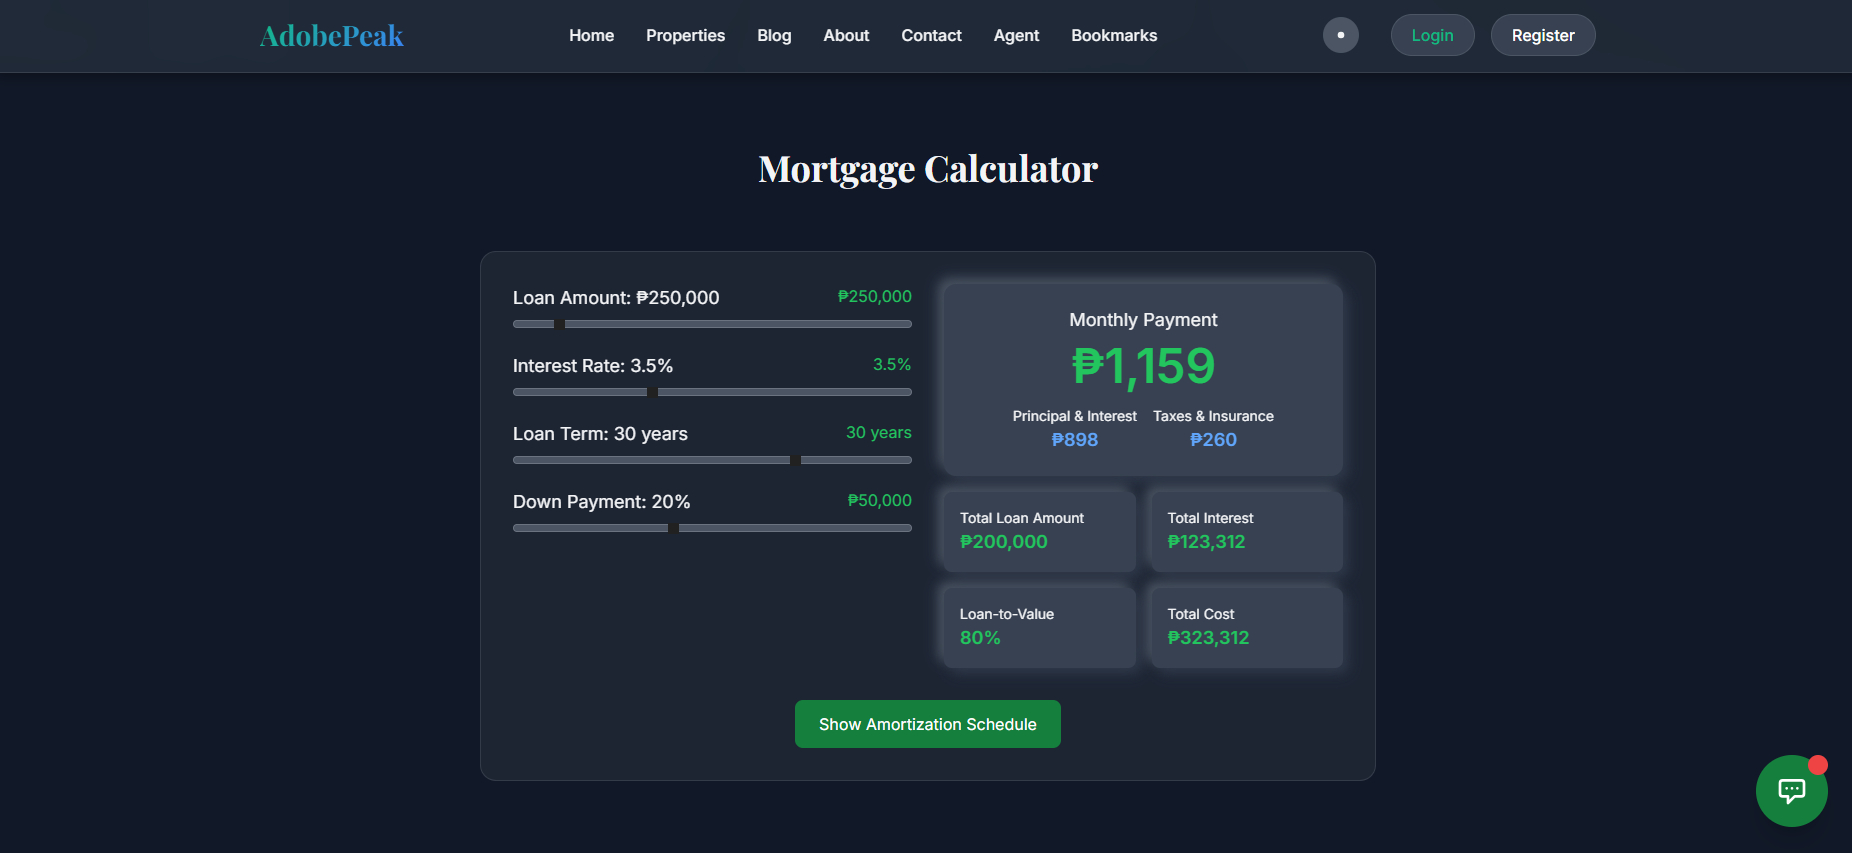 AdobePeak
Home Properties Blog About Contact Agent Bookmarks
Login
Register
Mortgage Calculator
Loan Amount: ₱250,000
₱250,000
Interest Rate: 3.5%
3.5%
Loan Term: 30 years
30 years
Down Payment: 20%
₱50,000
Monthly Payment
₱1,159
Principal & Interest
₱898
Taxes & Insurance
₱260
Total Loan Amount
₱200,000
Total Interest
₱123,312
Loan-to-Value
80%
Total Cost
₱323,312
Show Amortization Schedule